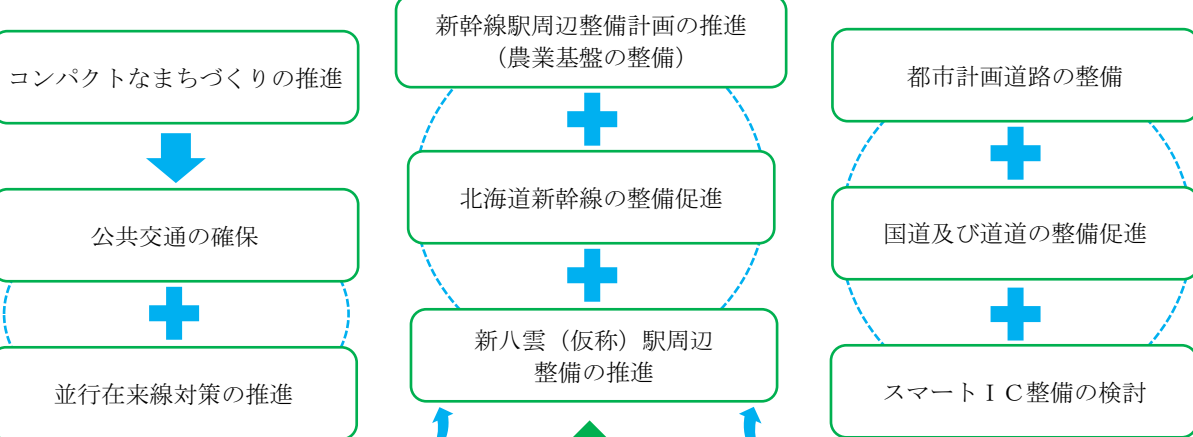 コンパクトなまちづくりの推進
公共交通の確保
並行在来線対策の推進
新幹線駅周辺整備計画の推進
（農業基盤の整備）
北海道新幹線の整備促進
新八雲（仮称）駅周辺
整備の推進
都市計画道路の整備
国道及び道道の整備促進
スマートＩＣ整備の検討